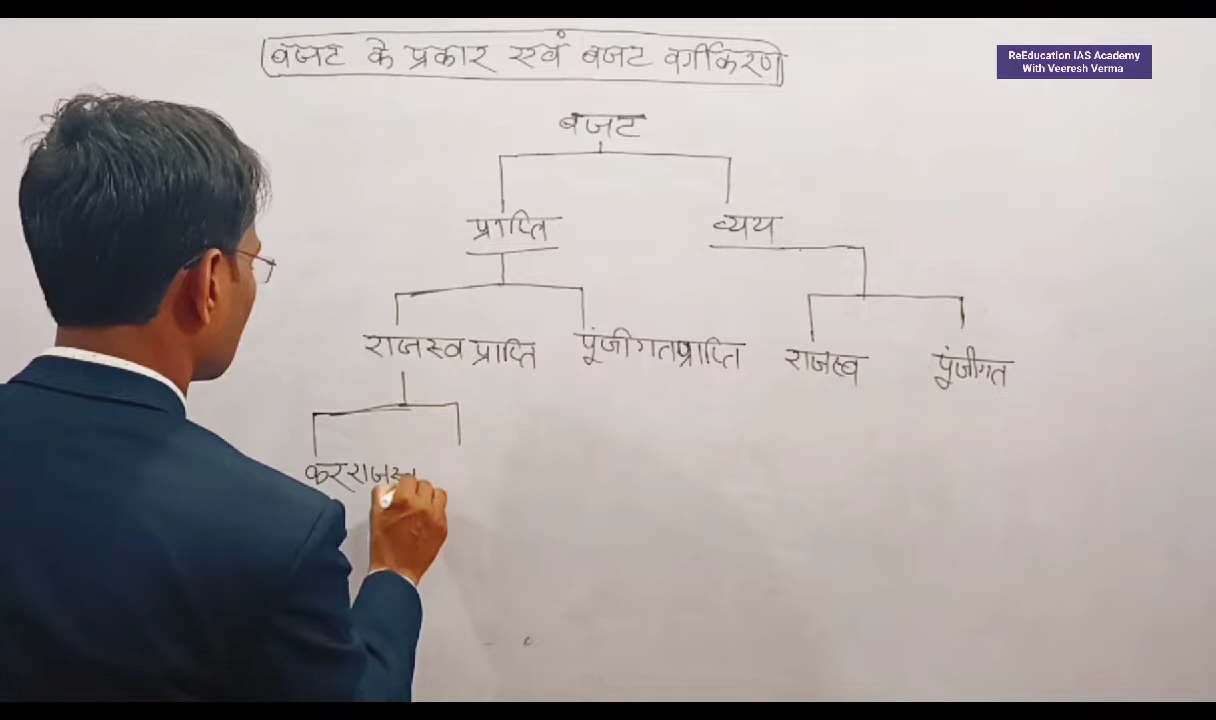 बजट के प्रकार एवं बजट वर्गीकरण
ReEducation IAS Academy
With Veeresh Verma
बजट
प्राप्ति व्यय
राजस्व प्राप्ति पूंजीगत प्राप्ति राजस्व पूंजीगत
कर राजस्व